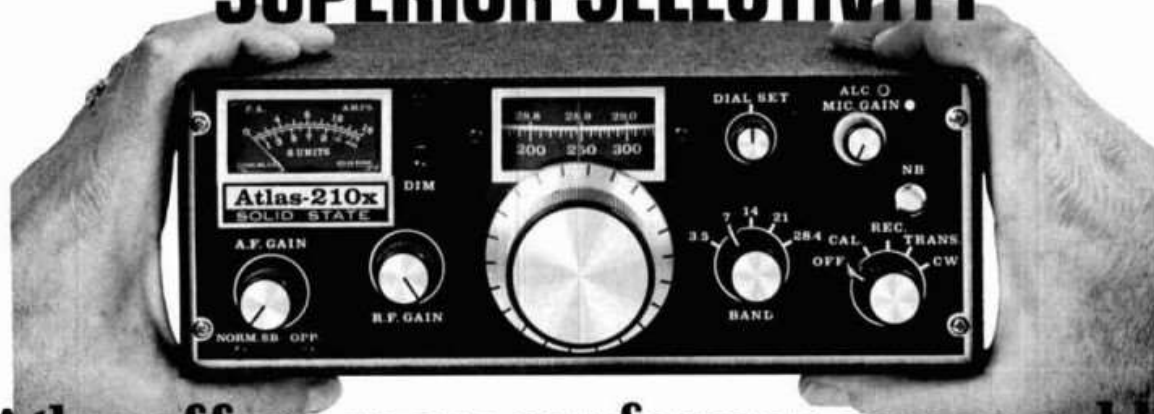 SUPERIOR SELECTIVITY
AMPS
S UNITS
Atlas-210x
SOLID STATE
DIM
A.F. GAIN
NORM. SB OPP.
R.F. GAIN
28.8 28.9 29.0
200 250 300
DIAL SET
ALC
MIC GAIN
NB
3.5 7 14 21 28.4
BAND
OFF CAL REC. TRANS. CW